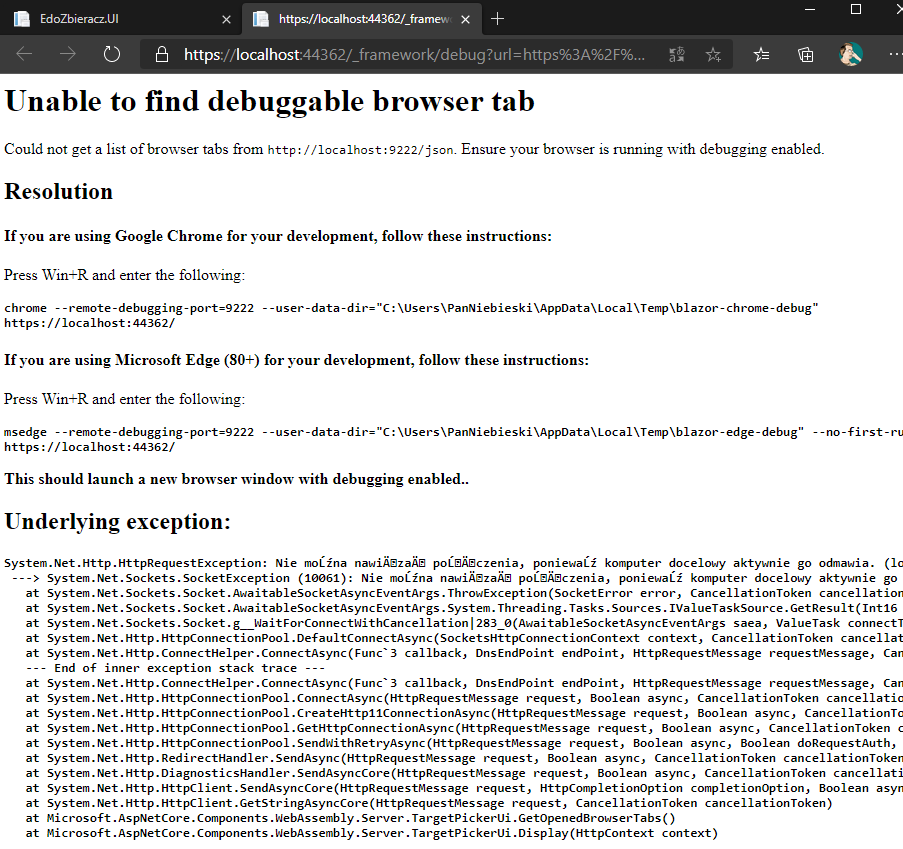 EdoZbieracz.UI
https://localhost:44362/_framew
https://localhost:44362/_framework/debug?url=https%3A%2F%...
Unable to find debuggable browser tab
Could not get a list of browser tabs from http://localhost:9222/json. Ensure your browser is running with debugging enabled.
Resolution
If you are using Google Chrome for your development, follow these instructions:
Press Win+R and enter the following:
chrome --remote-debugging-port=9222 --user-data-dir="C:\Users\PanNiebieski\AppData\Local\Temp\blazor-chrome-debug"
https://localhost:44362/
If you are using Microsoft Edge (80+) for your development, follow these instructions:
Press Win+R and enter the following:
msedge --remote-debugging-port=9222 --user-data-dir="C:\Users\PanNiebieski\AppData\Local\Temp\blazor-edge-debug" --no-first-ru
https://localhost:44362/
This should launch a new browser window with debugging enabled..
Underlying exception:
System.Net.Http.HttpRequestException: Nie moĹźna nawiÄ zaÄ poĹ Ä czenia, poniewaĹź komputer docelowy aktywnie go odmawia. (lo
---> System.Net.Sockets.SocketException (10061): Nie moĹźna nawiÄ zaÄ poĹ Ä czenia, poniewaĹź komputer docelowy aktywnie go
at System.Net.Sockets.Socket.AwaitableSocketAsyncEventArgs.ThrowException(SocketError error, CancellationToken cancellation
at System.Net.Sockets.Socket.AwaitableSocketAsyncEventArgs.System.Threading.Tasks.Sources.IValueTaskSource.GetResult(Int16
at System.Net.Sockets.Socket.g__WaitForConnectWithCancellation|283_0(AwaitableSocketAsyncEventArgs saea, ValueTask connectT
at System.Net.Http.HttpConnectionPool.DefaultConnectAsync(SocketsHttpConnectionContext context, CancellationToken cancellat
at System.Net.Http.ConnectHelper.ConnectAsync(Func`3 callback, DnsEndPoint endPoint, HttpRequestMessage requestMessage, Can
--- End of inner exception stack trace ---
at System.Net.Http.ConnectHelper.ConnectAsync(Func`3 callback, DnsEndPoint endPoint, HttpRequestMessage requestMessage, Can
at System.Net.Http.HttpConnectionPool.ConnectAsync(HttpRequestMessage request, Boolean async, CancellationToken cancellatio
at System.Net.Http.HttpConnectionPool.CreateHttp11ConnectionAsync(HttpRequestMessage request, Boolean async, CancellationTo
at System.Net.Http.HttpConnectionPool.GetHttpConnectionAsync(HttpRequestMessage request, Boolean async, CancellationToken c
at System.Net.Http.HttpConnectionPool.SendWithRetryAsync(HttpRequestMessage request, Boolean async, Boolean doRequestAuth,
at System.Net.Http.RedirectHandler.SendAsync(HttpRequestMessage request, Boolean async, CancellationToken cancellationToken
at System.Net.Http.DiagnosticsHandler.SendAsyncCore(HttpRequestMessage request, Boolean async, CancellationToken cancellati
at System.Net.Http.HttpClient.SendAsyncCore(HttpRequestMessage request, HttpCompletionOption completionOption, Boolean asyn
at System.Net.Http.HttpClient.GetStringAsyncCore(HttpRequestMessage request, CancellationToken cancellationToken)
at Microsoft.AspNetCore.Components.WebAssembly.Server.TargetPickerUi.GetOpenedBrowserTabs()
at Microsoft.AspNetCore.Components.WebAssembly.Server.TargetPickerUi.Display(HttpContext context)